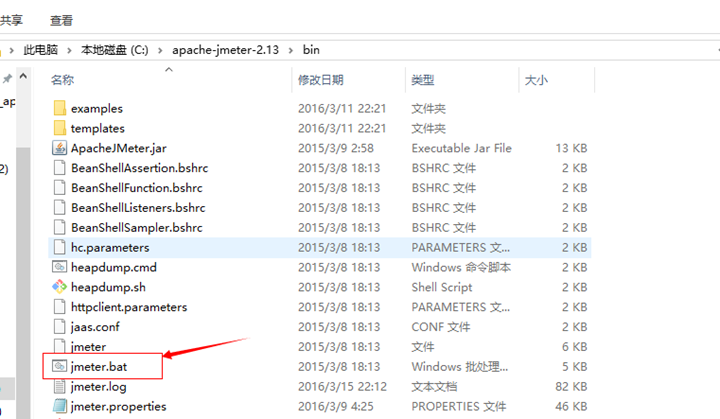 共享 查看
此电脑 本地磁盘 (C:) apache-jmeter-2.13 bin
名称 修改日期 类型 大小
examples 2016/3/11 22:21 文件夹
templates 2016/3/11 22:21 文件夹
ApacheJMeter.jar 2015/3/9 2:58 Executable Jar File 13 KB
BeanShellAssertion.bshrc 2015/3/8 18:13 BSHRC 文件 2 KB
BeanShellFunction.bshrc 2015/3/8 18:13 BSHRC 文件 2 KB
BeanShellListeners.bshrc 2015/3/8 18:13 BSHRC 文件 2 KB
BeanShellSampler.bshrc 2015/3/8 18:13 BSHRC 文件 2 KB
hc.parameters 2015/3/8 18:13 PARAMETERS 文... 2 KB
heapdump.cmd 2015/3/8 18:13 Windows 命令脚本 2 KB
heapdump.sh 2015/3/8 18:13 Shell Script 2 KB
httpclient.parameters 2015/3/8 18:13 PARAMETERS 文... 2 KB
jaas.conf 2015/3/8 18:13 CONF 文件 2 KB
jmeter 2015/3/8 18:13 文件 6 KB
jmeter.bat 2015/3/8 18:13 Windows 批处理... 5 KB
jmeter.log 2016/3/15 22:12 文本文档 82 KB
jmeter.properties 2015/3/9 4:25 PROPERTIES 文件 46 KB